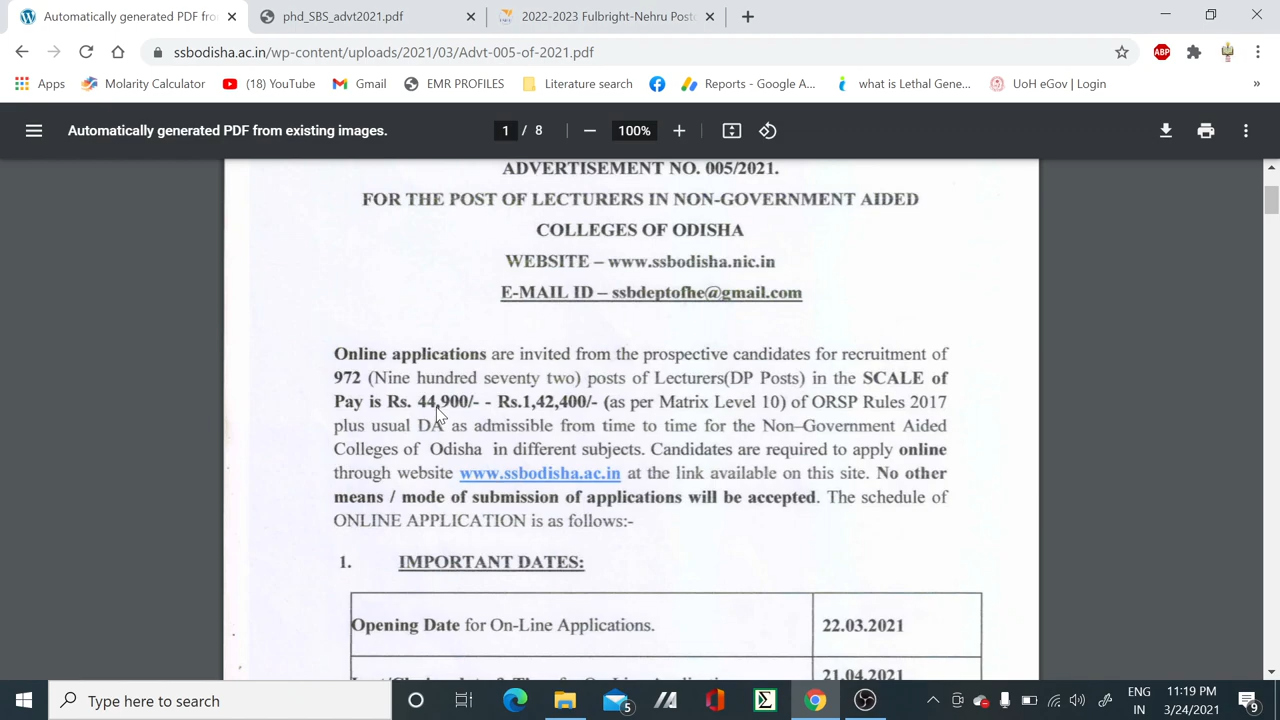 Automatically generated PDF fro
phd_SBS_advt2021.pdf
2022-2023 Fulbright-Nehru Post
ssbodisha.ac.in/wp-content/uploads/2021/03/Advt-005-of-2021.pdf
ABP
Apps
Molarity Calculator
(18) YouTube
Gmail
EMR PROFILES
Literature search
Reports - Google A...
what is Lethal Gene...
UoH eGov | Login
»
Automatically generated PDF from existing images.
1 / 8
100%
ADVERTISEMENT NO. 005/2021.
FOR THE POST OF LECTURERS IN NON-GOVERNMENT AIDED
COLLEGES OF ODISHA
WEBSITE – www.ssbodisha.nic.in
E-MAIL ID – ssbdeptofhe@gmail.com
Online applications are invited from the prospective candidates for recruitment of
972 (Nine hundred seventy two) posts of Lecturers(DP Posts) in the SCALE of
Pay is Rs. 44,900/- - Rs.1,42,400/- (as per Matrix Level 10) of ORSP Rules 2017
plus usual DA as admissible from time to time for the Non–Government Aided
Colleges of Odisha in different subjects. Candidates are required to apply online
through website www.ssbodisha.ac.in at the link available on this site. No other
means / mode of submission of applications will be accepted. The schedule of
ONLINE APPLICATION is as follows:-
1. IMPORTANT DATES:
Opening Date for On-Line Applications. 22.03.2021
21.04.2021
Type here to search
5
ENG
IN
11:19 PM
3/24/2021
9